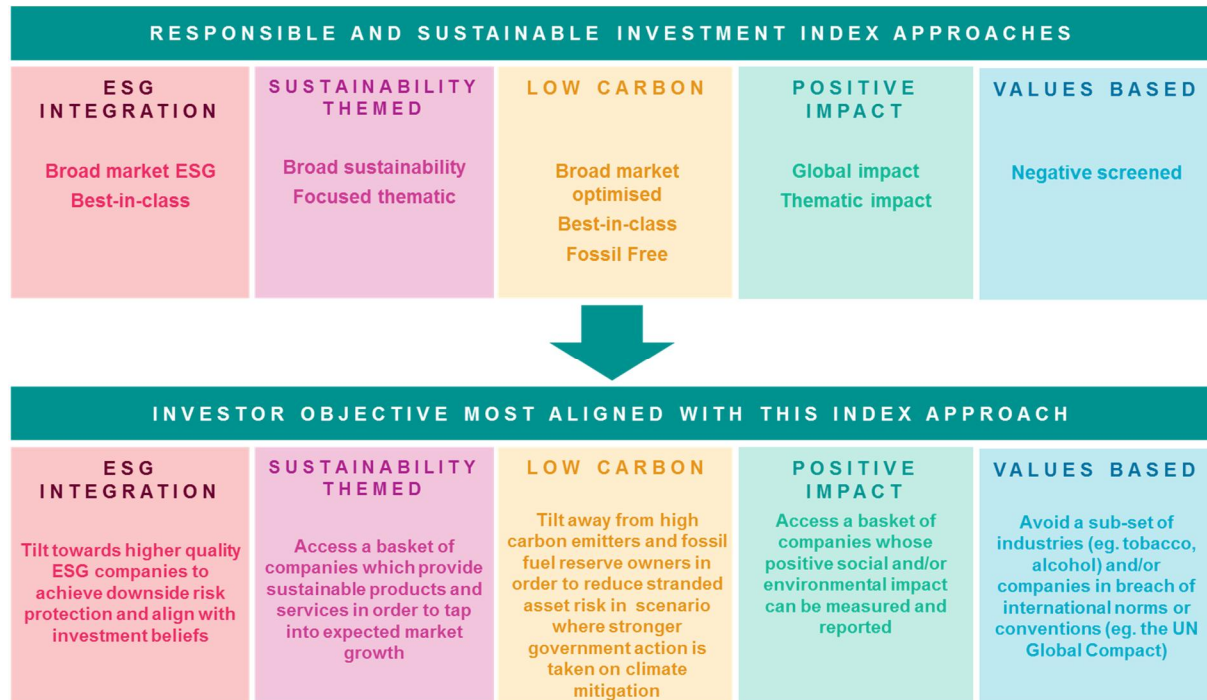 RESPONSIBLE AND SUSTAINABLE INVESTMENT INDEX APPROACHES
ESG
INTEGRATION
Broad market ESG
Best-in-class
SUSTAINABILITY
THEMED
Broad sustainability
Focused thematic
LOW CARBON
Broad market
optimised
Best-in-class
Fossil Free
POSITIVE
IMPACT
Global impact
Thematic impact
VALUES BASED
Negative screened
INVESTOR OBJECTIVE MOST ALIGNED WITH THIS INDEX APPROACH
ESG
INTEGRATION
Tilt towards higher quality
ESG companies to
achieve downside risk
protection and align with
investment beliefs
SUSTAINABILITY
THEMED
Access a basket of
companies which provide
sustainable products and
services in order to tap
into expected market
growth
LOW CARBON
Tilt away from high
carbon emitters and fossil
fuel reserve owners in
order to reduce stranded
asset risk in scenario
where stronger
government action is
taken on climate
mitigation
POSITIVE
IMPACT
Access a basket of
companies whose
positive social and/or
environmental impact
can be measured and
reported
VALUES BASED
Avoid a sub-set of
industries (eg. tobacco,
alcohol) and/or
companies in breach of
international norms or
conventions (eg. the UN
Global Compact)